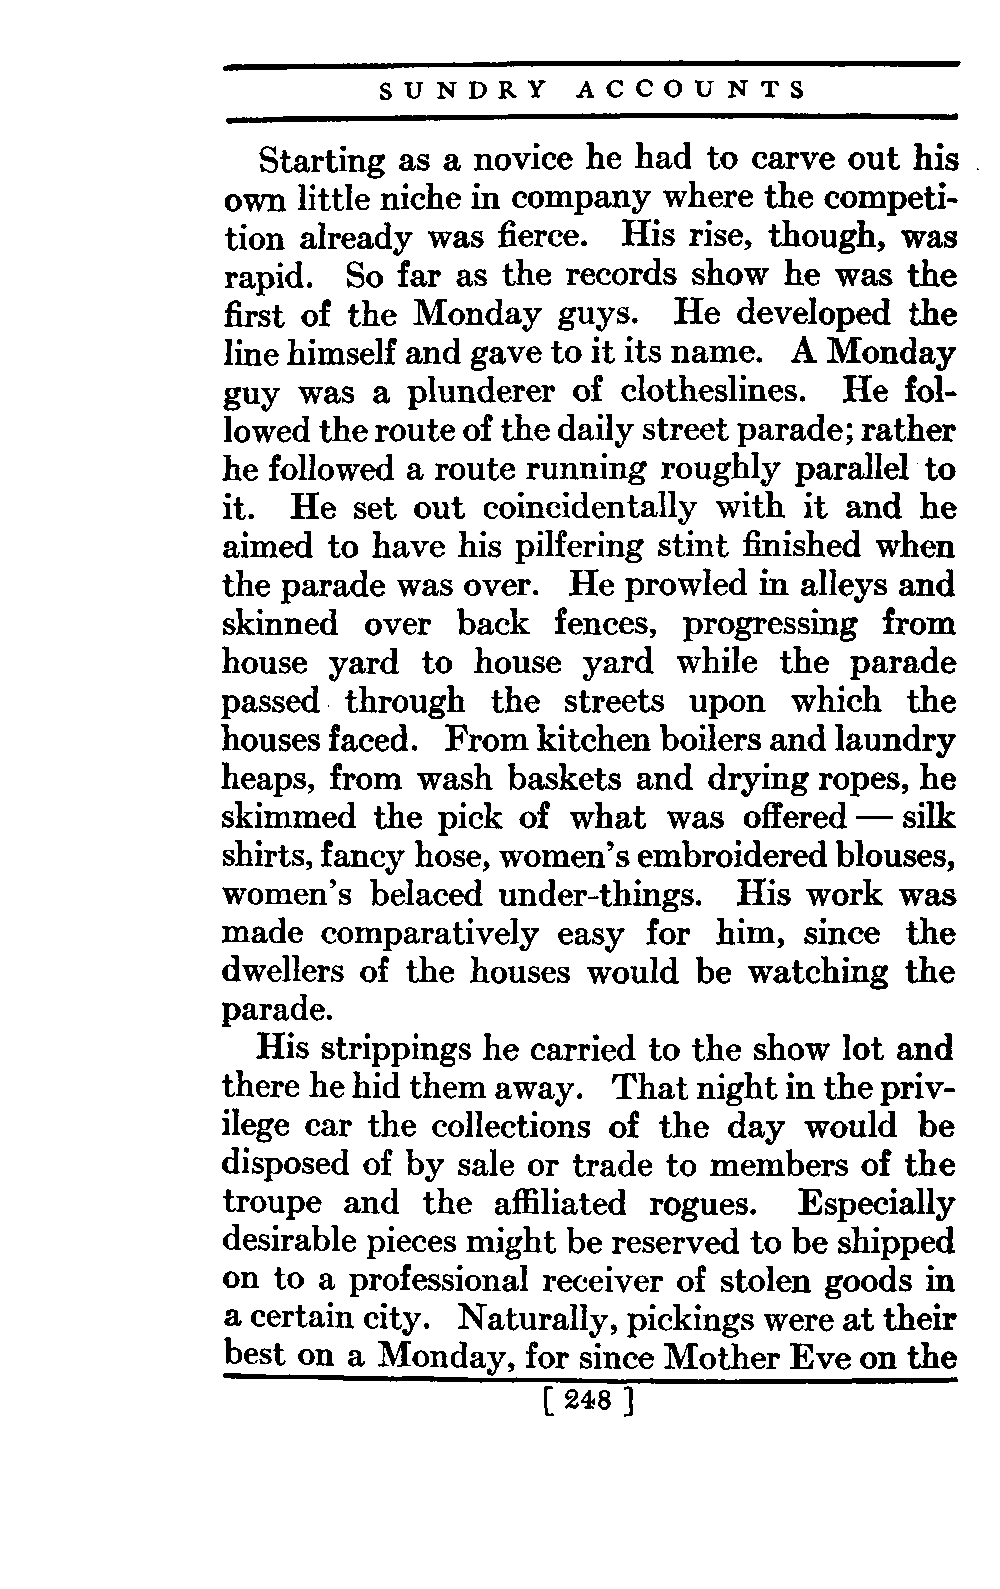 SUNDRY ACCOUNTS
Starting as a novice he had to carve out his
own little niche in company where the competi-
tion already was fierce. His rise, though, was
rapid. So far as the records show he was the
first of the Monday guys. He developed the
line himself and gave to it its name. A Monday
guy was a plunderer of clotheslines. He fol-
lowed the route of the daily street parade; rather
he followed a route running roughly parallel to
it. He set out coincidentally with it and he
aimed to have his pilfering stint finished when
the parade was over. He prowled in alleys and
skinned over back fences, progressing from
house yard to house yard while the parade
passed through the streets upon which the
houses faced. From kitchen boilers and laundry
heaps, from wash baskets and drying ropes, he
skimmed the pick of what was offered — silk
shirts, fancy hose, women's embroidered blouses,
women's belaced under-things. His work was
made comparatively easy for him, since the
dwellers of the houses would be watching the
parade.
His strippings he carried to the show lot and
there he hid them away. That night in the priv-
ilege car the collections of the day would be
disposed of by sale or trade to members of the
troupe and the affiliated rogues. Especially
desirable pieces might be reserved to be shipped
on to a professional receiver of stolen goods in
a certain city. Naturally, pickings were at their
best on a Monday, for since Mother Eve on the
[ 248 ]